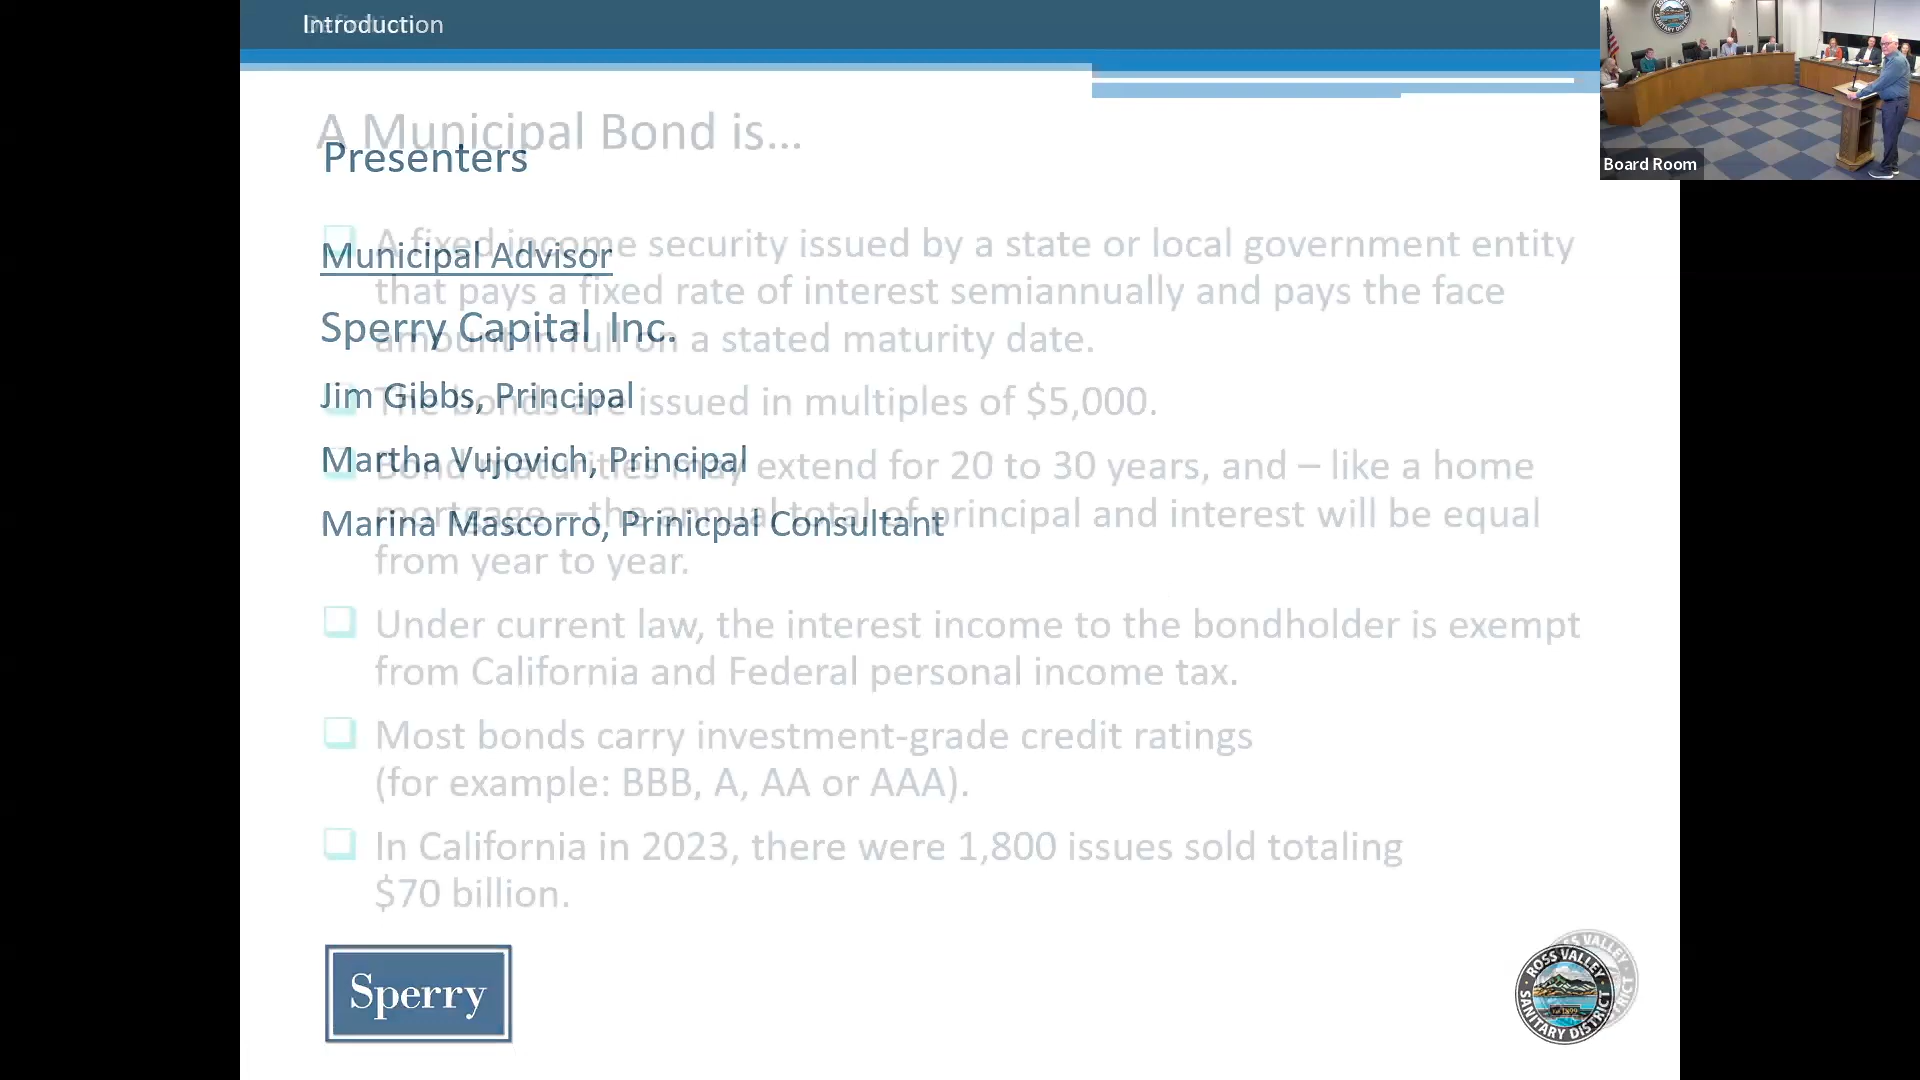 Introduction
A Municipal Bond is...
Presenters
A fixed income security issued by a state or local government entity
that pays a fixed rate of interest semiannually and pays the face
amount in full on a stated maturity date.
Municipal Advisor
Sperry Capital Inc.
Jim Gibbs, Principal
The bonds are issued in multiples of $5,000.
Martha Vujovich, Principal
Bond maturities may extend for 20 to 30 years, and – like a home
mortgage – the annual total of principal and interest will be equal
from year to year.
Marina Mascorro, Prinicpal Consultant
Under current law, the interest income to the bondholder is exempt
from California and Federal personal income tax.
Most bonds carry investment-grade credit ratings
(for example: BBB, A, AA or AAA).
In California in 2023, there were 1,800 issues sold totaling
$70 billion.
Sperry
ROSS VALLEY
SANITARY DISTRICT
Board Room